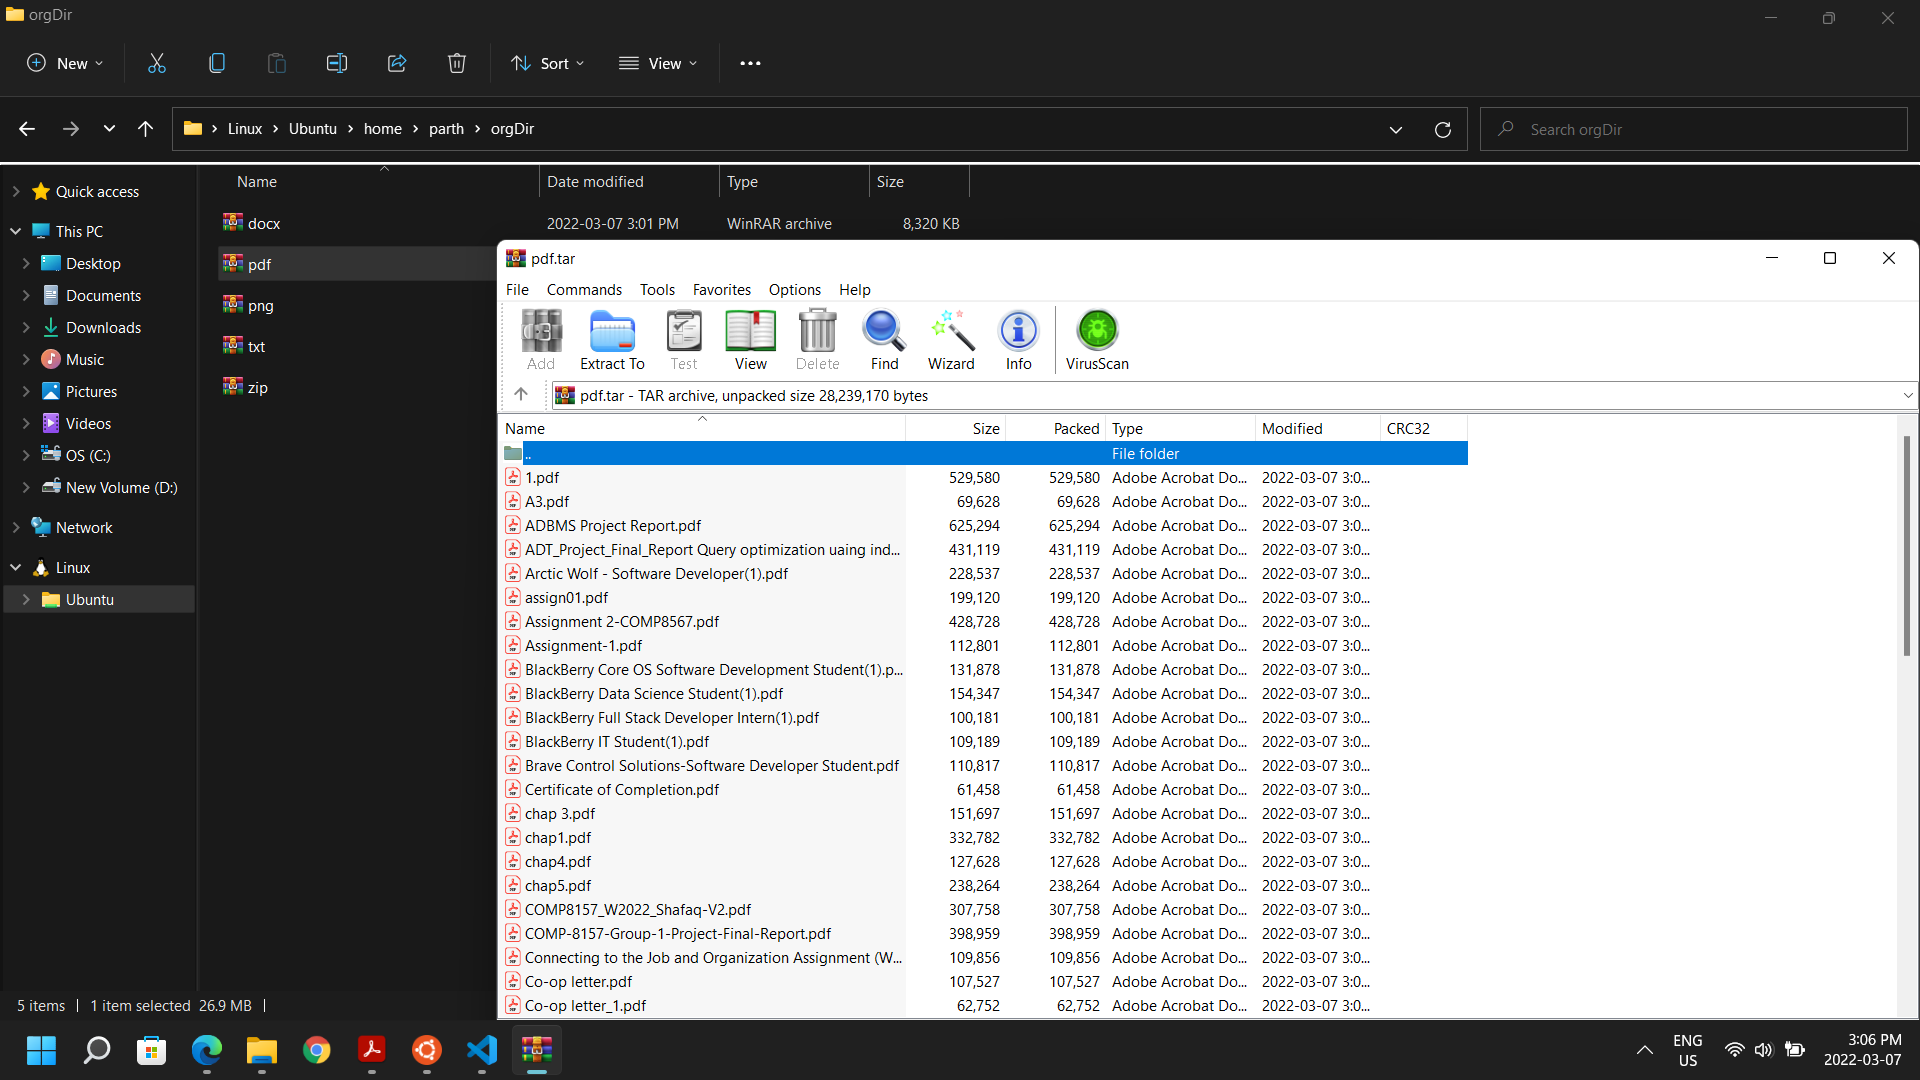 orgDir
New
Sort
View
Linux > Ubuntu > home > parth > orgDir
Search orgDir
Quick access
This PC
Desktop
Documents
Downloads
Music
Pictures
Videos
OS (C:)
New Volume (D:)
Network
Linux
Ubuntu
Name Date modified Type Size
docx 2022-03-07 3:01 PM WinRAR archive 8,320 KB
pdf
png
txt
zip
pdf.tar
File Commands Tools Favorites Options Help
Add Extract To Test View Delete Find Wizard Info VirusScan
pdf.tar - TAR archive, unpacked size 28,239,170 bytes
Name Size Packed Type Modified CRC32
.. File folder
1.pdf 529,580 529,580 Adobe Acrobat Do... 2022-03-07 3:0...
A3.pdf 69,628 69,628 Adobe Acrobat Do... 2022-03-07 3:0...
ADBMS Project Report.pdf 625,294 625,294 Adobe Acrobat Do... 2022-03-07 3:0...
ADT_Project_Final_Report Query optimization uaing ind... 431,119 431,119 Adobe Acrobat Do... 2022-03-07 3:0...
Arctic Wolf - Software Developer(1).pdf 228,537 228,537 Adobe Acrobat Do... 2022-03-07 3:0...
assign01.pdf 199,120 199,120 Adobe Acrobat Do... 2022-03-07 3:0...
Assignment 2-COMP8567.pdf 428,728 428,728 Adobe Acrobat Do... 2022-03-07 3:0...
Assignment-1.pdf 112,801 112,801 Adobe Acrobat Do... 2022-03-07 3:0...
BlackBerry Core OS Software Development Student(1).p... 131,878 131,878 Adobe Acrobat Do... 2022-03-07 3:0...
BlackBerry Data Science Student(1).pdf 154,347 154,347 Adobe Acrobat Do... 2022-03-07 3:0...
BlackBerry Full Stack Developer Intern(1).pdf 100,181 100,181 Adobe Acrobat Do... 2022-03-07 3:0...
BlackBerry IT Student(1).pdf 109,189 109,189 Adobe Acrobat Do... 2022-03-07 3:0...
Brave Control Solutions-Software Developer Student.pdf 110,817 110,817 Adobe Acrobat Do... 2022-03-07 3:0...
Certificate of Completion.pdf 61,458 61,458 Adobe Acrobat Do... 2022-03-07 3:0...
chap 3.pdf 151,697 151,697 Adobe Acrobat Do... 2022-03-07 3:0...
chap1.pdf 332,782 332,782 Adobe Acrobat Do... 2022-03-07 3:0...
chap4.pdf 127,628 127,628 Adobe Acrobat Do... 2022-03-07 3:0...
chap5.pdf 238,264 238,264 Adobe Acrobat Do... 2022-03-07 3:0...
COMP8157_W2022_Shafaq-V2.pdf 307,758 307,758 Adobe Acrobat Do... 2022-03-07 3:0...
COMP-8157-Group-1-Project-Final-Report.pdf 398,959 398,959 Adobe Acrobat Do... 2022-03-07 3:0...
Connecting to the Job and Organization Assignment (W... 109,856 109,856 Adobe Acrobat Do... 2022-03-07 3:0...
Co-op letter.pdf 107,527 107,527 Adobe Acrobat Do... 2022-03-07 3:0...
Co-op letter_1.pdf 62,752 62,752 Adobe Acrobat Do... 2022-03-07 3:0...
5 items 1 item selected 26.9 MB
ENG
US
3:06 PM
2022-03-07